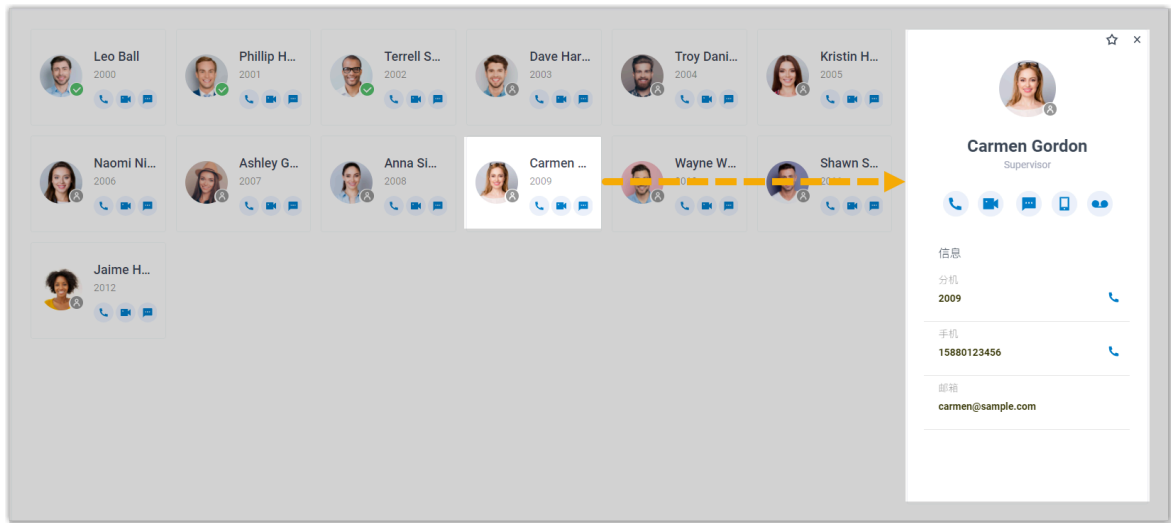 Leo Ball
2000
Phillip H...
2001
Terrell S...
2002
Dave Har...
2003
Troy Dani...
2004
Kristin H...
2005
Naomi Ni...
2006
Ashley G...
2007
Anna Si...
2008
Carmen ...
2009
Wayne W...
Shawn S...
Jaime H...
2012
Carmen Gordon
Supervisor
信息
分机
2009
手机
15880123456
邮箱
carmen@sample.com